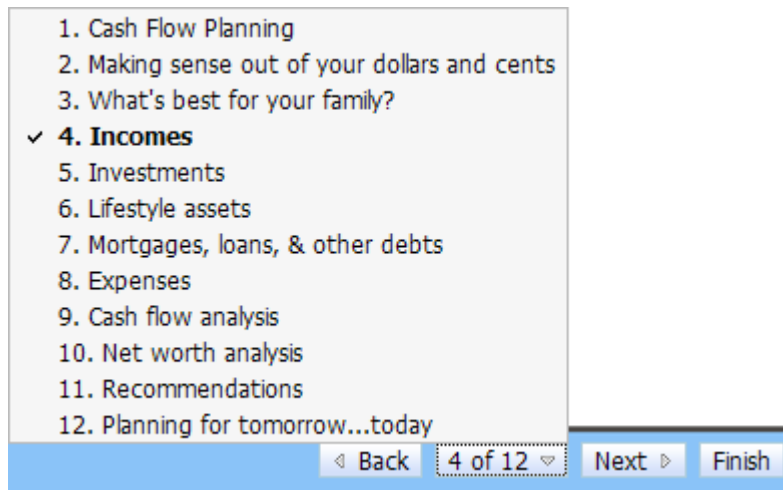 1. Cash Flow Planning
2. Making sense out of your dollars and cents
3. What's best for your family?
4. Incomes
5. Investments
6. Lifestyle assets
7. Mortgages, loans, & other debts
8. Expenses
9. Cash flow analysis
10. Net worth analysis
11. Recommendations
12. Planning for tomorrow...today
Back 4 of 12 Next Finish